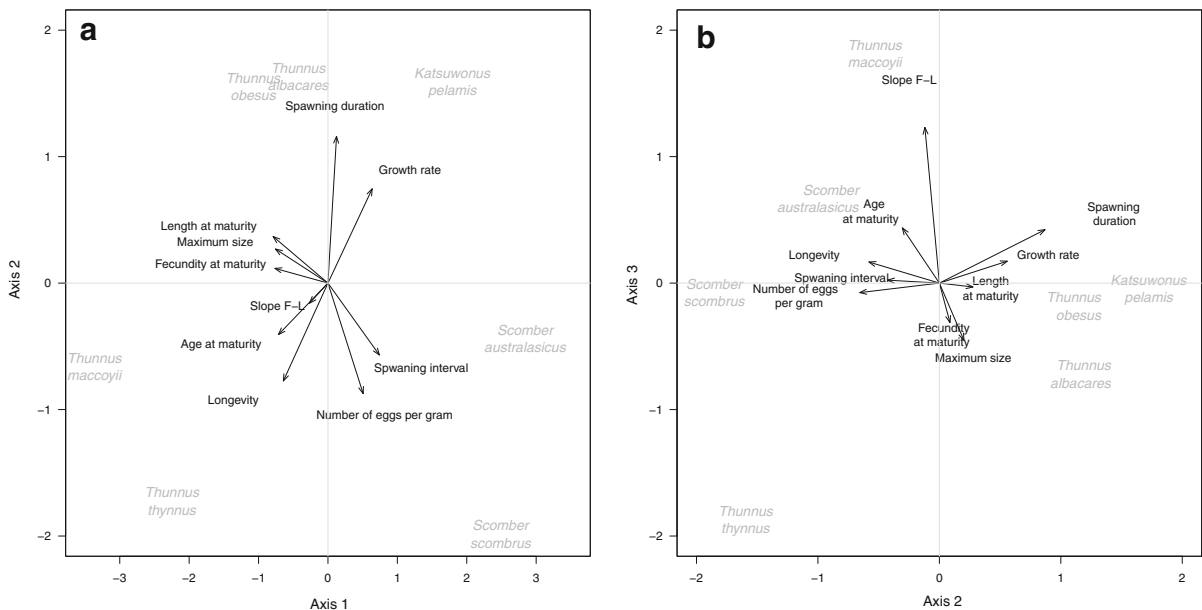 a
2
1
0
−1
−2
Axis 2
−3
−2
−1
0
1
2
3
Axis 1
Thunnus
obesus
Thunnus
albacares
Katsuwonus
pelamis
Spawning duration
Growth rate
Length at maturity
Maximum size
Fecundity at maturity
Slope F−L
Age at maturity
Longevity
Spwaning interval
Number of eggs per gram
Scomber
australasicus
Thunnus
maccoyii
Thunnus
thynnus
Scomber
scombrus
b
2
1
0
−1
−2
Axis 3
−2
−1
0
1
2
Axis 2
Thunnus
maccoyii
Slope F−L
Scomber
australasicus
Age
at maturity
Spawning
duration
Longevity
Growth rate
Spwaning interval
Number of eggs
per gram
Length
at maturity
Scomber
scombrus
Thunnus
obesus
Katsuwonus
pelamis
Fecundity
at maturity
Maximum size
Thunnus
albacares
Thunnus
thynnus